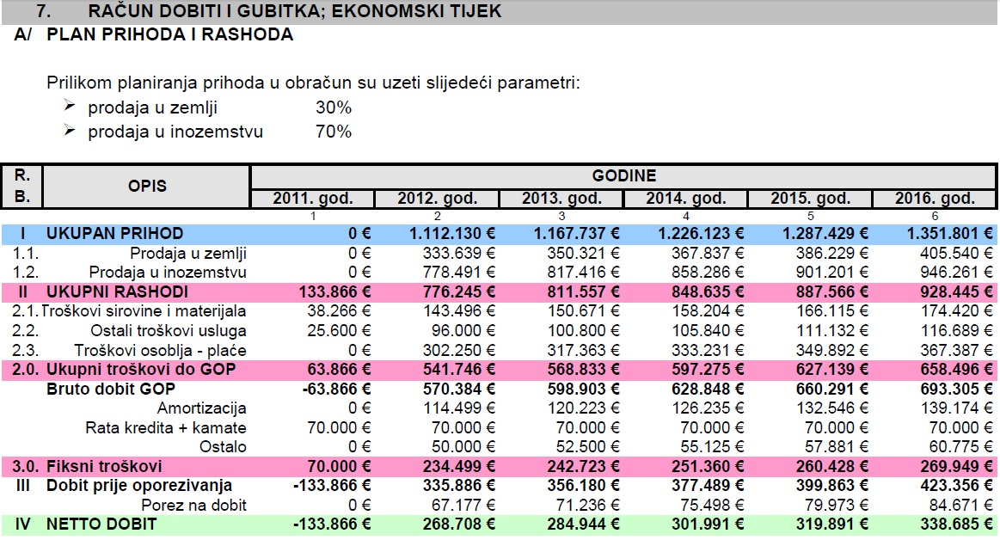 7. RAČUN DOBITI I GUBITKA; EKONOMSKI TIJEK
A/ PLAN PRIHODA I RASHODA
Prilikom planiranja prihoda u obračun su uzeti slijedeći parametri:
➢ prodaja u zemlji 30%
➢ prodaja u inozemstvu 70%
R. B. OPIS GODINE
2011. god. 2012. god. 2013. god. 2014. god. 2015. god. 2016. god.
1 2 3 4 5 6
I UKUPAN PRIHOD 0 € 1.112.130 € 1.167.737 € 1.226.123 € 1.287.429 € 1.351.801 €
1.1. Prodaja u zemlji 0 € 333.639 € 350.321 € 367.837 € 386.229 € 405.540 €
1.2. Prodaja u inozemstvu 0 € 778.491 € 817.416 € 858.286 € 901.201 € 946.261 €
II UKUPNI RASHODI 133.866 € 776.245 € 811.557 € 848.635 € 887.566 € 928.445 €
2.1. Troškovi sirovine i materijala 38.266 € 143.496 € 150.671 € 158.204 € 166.115 € 174.420 €
2.2. Ostali troškovi usluga 25.600 € 96.000 € 100.800 € 105.840 € 111.132 € 116.689 €
2.3. Troškovi osoblja - plaće 0 € 302.250 € 317.363 € 333.231 € 349.892 € 367.387 €
2.0. Ukupni troškovi do GOP 63.866 € 541.746 € 568.833 € 597.275 € 627.139 € 658.496 €
Bruto dobit GOP -63.866 € 570.384 € 598.903 € 628.848 € 660.291 € 693.305 €
Amortizacija 0 € 114.499 € 120.223 € 126.235 € 132.546 € 139.174 €
Rata kredita + kamate 70.000 € 70.000 € 70.000 € 70.000 € 70.000 € 70.000 €
Ostalo 0 € 50.000 € 52.500 € 55.125 € 57.881 € 60.775 €
3.0. Fiksni troškovi 70.000 € 234.499 € 242.723 € 251.360 € 260.428 € 269.949 €
III Dobit prije oporezivanja -133.866 € 335.886 € 356.180 € 377.489 € 399.863 € 423.356 €
Porez na dobit 0 € 67.177 € 71.236 € 75.498 € 79.973 € 84.671 €
IV NETTO DOBIT -133.866 € 268.708 € 284.944 € 301.991 € 319.891 € 338.685 €